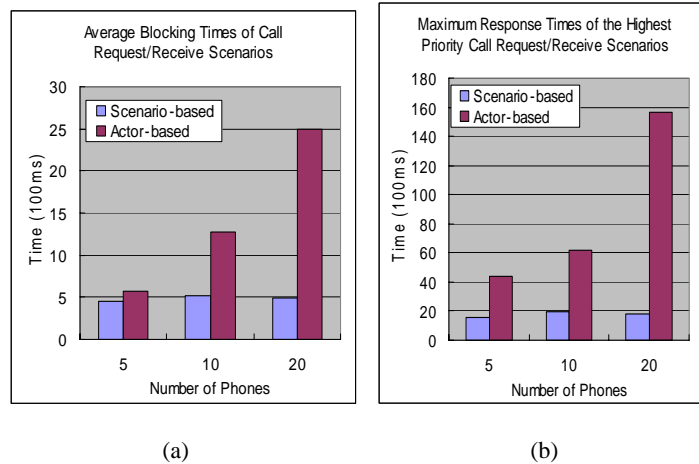 Average Blocking Times of Call
Request/Receive Scenarios
30
25
20
15
10
5
0
Time (100ms)
Scenario-based
Actor-based
5 10 20
Number of Phones
(a)
Maximum Response Times of the Highest
Priority Call Request/Receive Scenarios
180
160
140
120
100
80
60
40
20
0
Time (100ms)
Scenario-based
Actor-based
5 10 20
Number of Phones
(b)